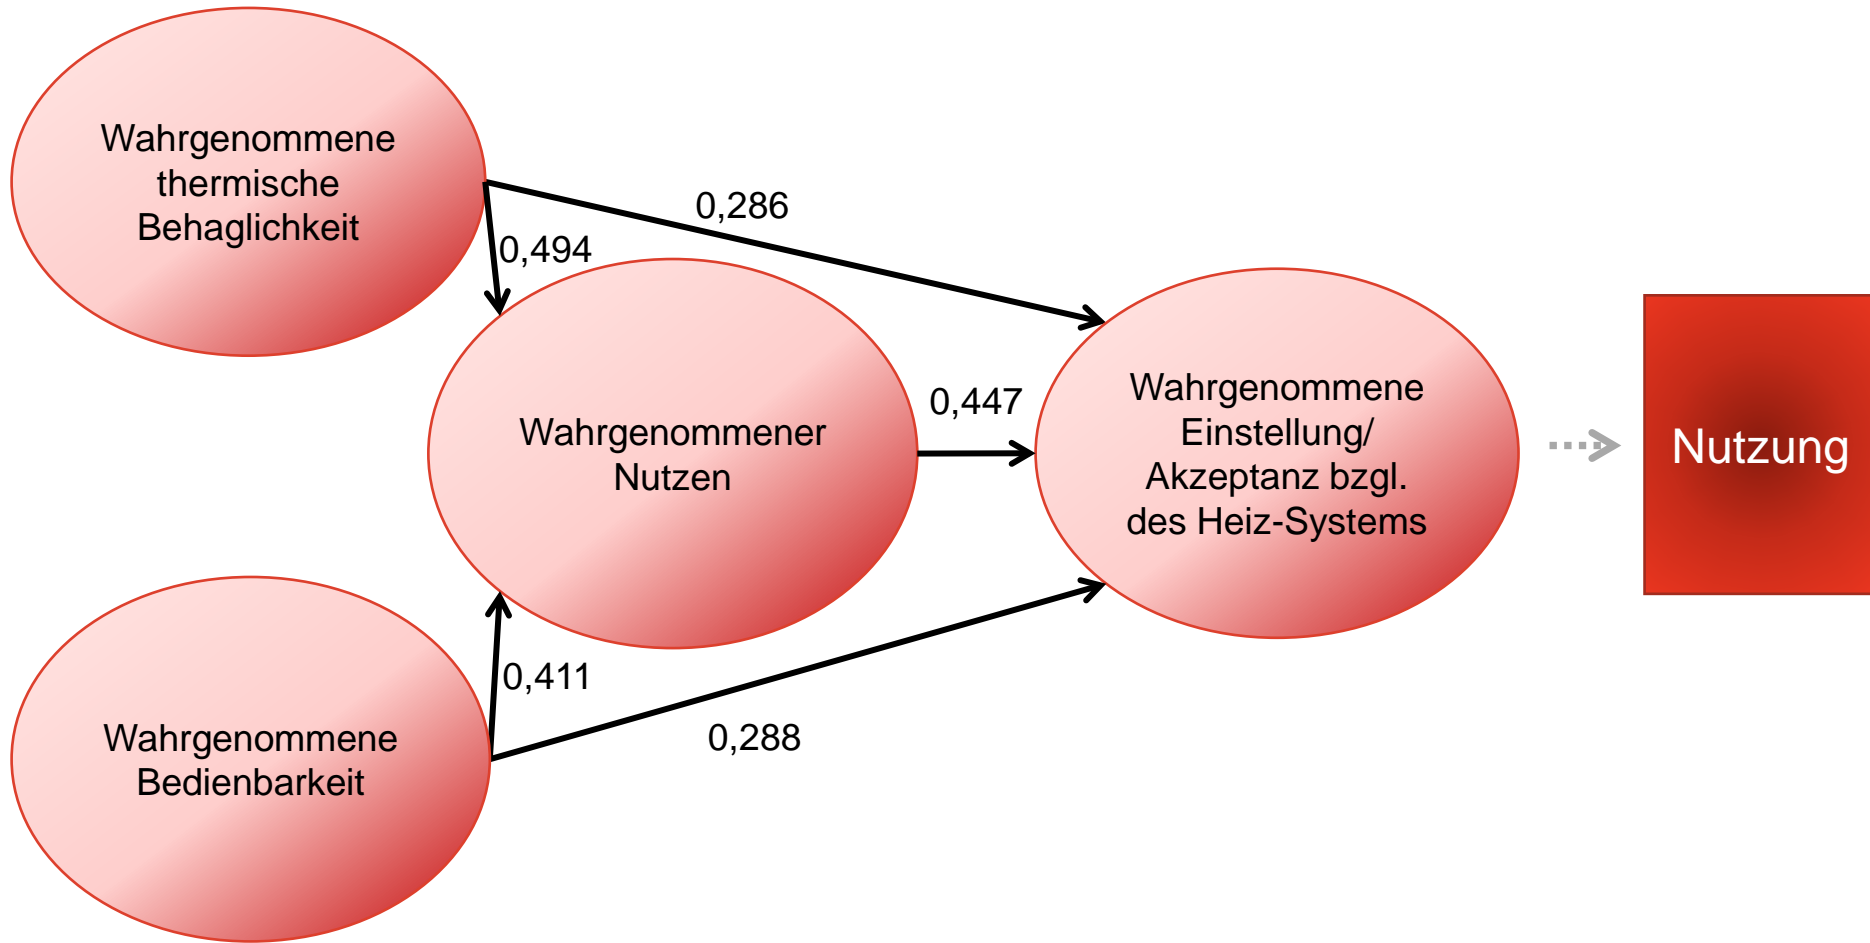 Wahrgenommene
thermische
Behaglichkeit
0,286
0,494
Wahrgenommener
Nutzen
0,447
Wahrgenommene
Einstellung/
Akzeptanz bzgl.
des Heiz-Systems
Nutzung
0,411
0,288
Wahrgenommene
Bedienbarkeit